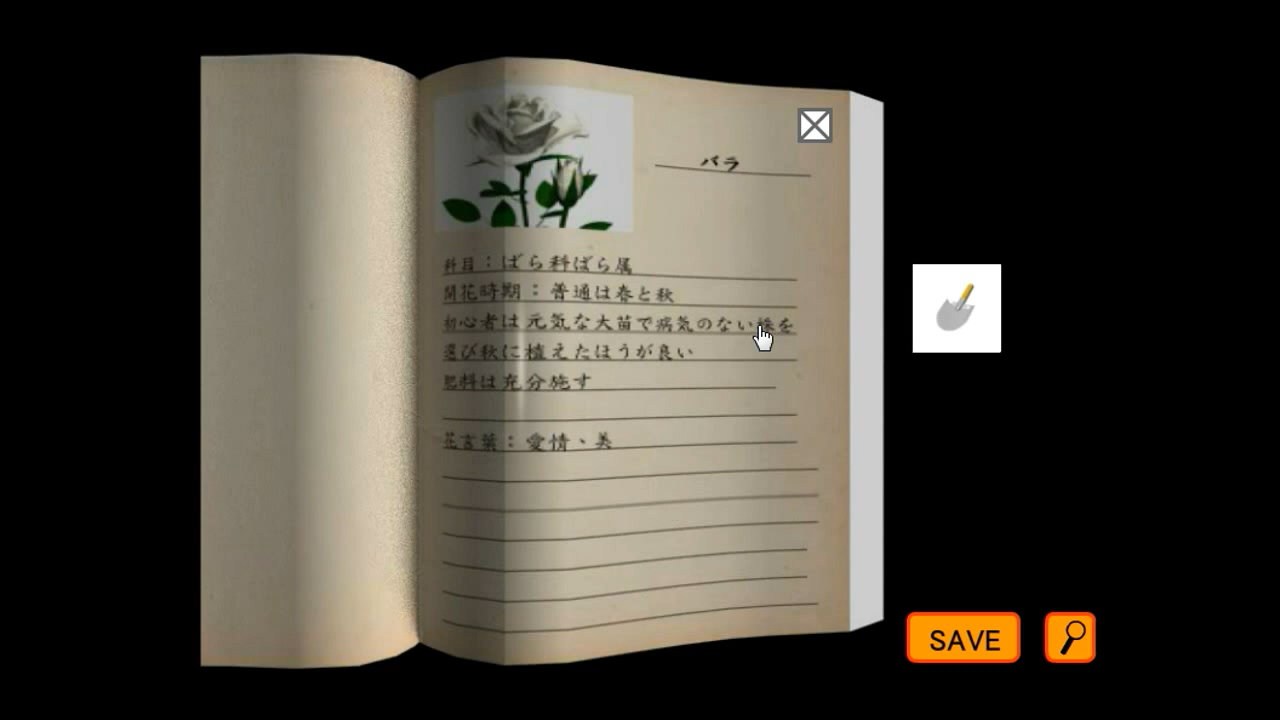 バラ
科目：ばら科ばら属
開花時期：普通は春と秋
初心者は元気な大苗で病気のない株を
選び秋に植えたほうが良い
肥料は充分施す
花言葉：愛情、美
SAVE